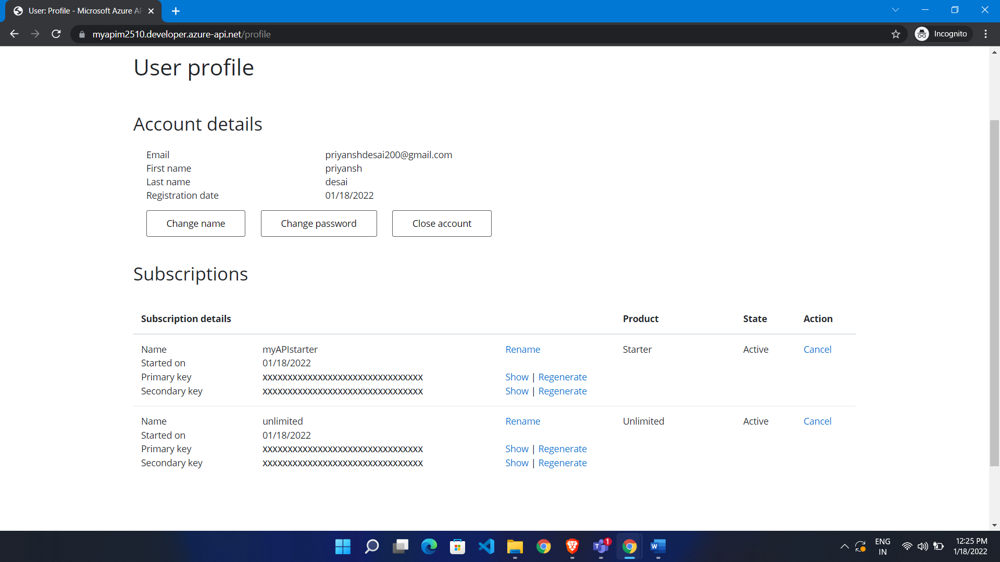 User: Profile - Microsoft Azure AP
myapim2510.developer.azure-api.net/profile
Incognito
User profile
Account details
Email priyanshdesai200@gmail.com
First name priyansh
Last name desai
Registration date 01/18/2022
Change name Change password Close account
Subscriptions
Subscription details Product State Action
Name myAPIstarter Rename Starter Active Cancel
Started on 01/18/2022
Primary key XXXXXXXXXXXXXXXXXXXXXXXXXXXXXXXX Show | Regenerate
Secondary key XXXXXXXXXXXXXXXXXXXXXXXXXXXXXXXX Show | Regenerate
Name unlimited Rename Unlimited Active Cancel
Started on 01/18/2022
Primary key XXXXXXXXXXXXXXXXXXXXXXXXXXXXXXXX Show | Regenerate
Secondary key XXXXXXXXXXXXXXXXXXXXXXXXXXXXXXXX Show | Regenerate
1
ENG 12:25 PM
IN 1/18/2022